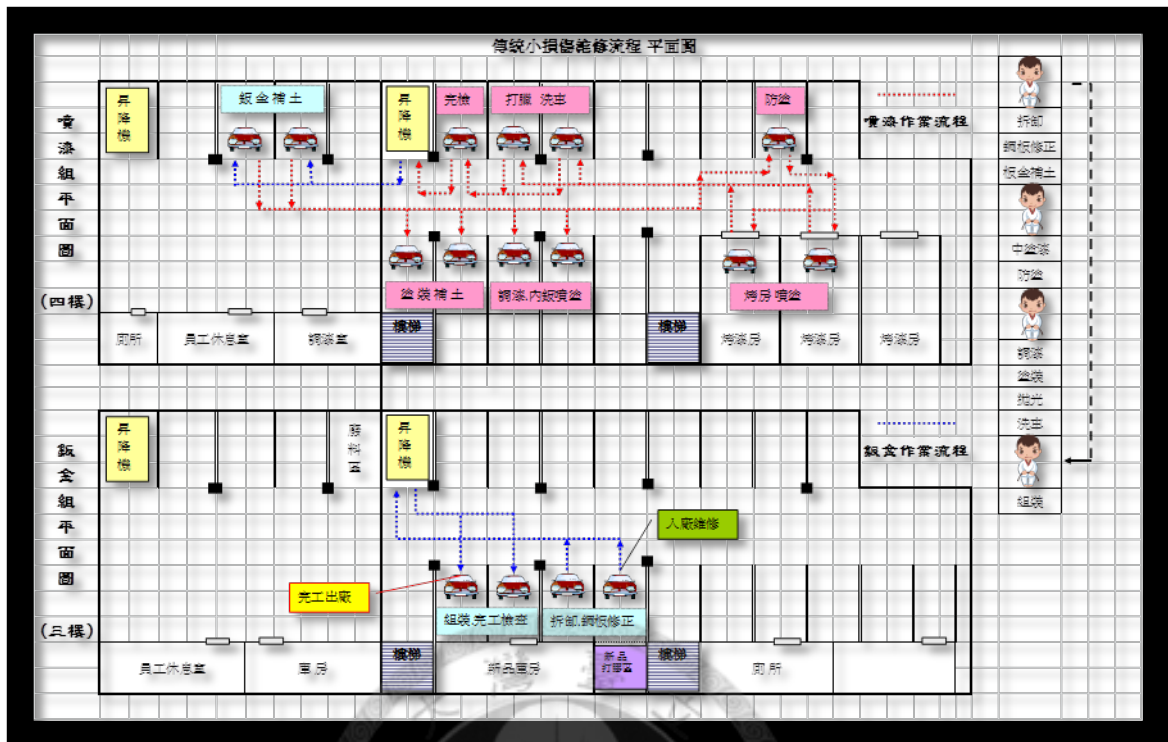 傳統小損傷維修流程 平面圖
噴漆組平面圖
(四樓)
昇降機
鈑金補土
昇降機
完檢
打臘 洗車
防塗
噴漆作業流程
塗裝補土
調漆.內鈑噴塗
烤房噴塗
廁所
員工休息室
調漆室
樓梯
樓梯
烤漆房
烤漆房
烤漆房
鈑金組平面圖
(三樓)
昇降機
廢料區
昇降機
鈑金作業流程
入廠維修
完工出廠
組裝.完工檢查
拆卸.鋼板修正
員工休息室
庫房
樓梯
新品庫房
新品
樓梯
廁所
拆卸
鋼板修正
板金補土
中塗漆
防塗
調漆
塗裝
拋光
洗車
組裝